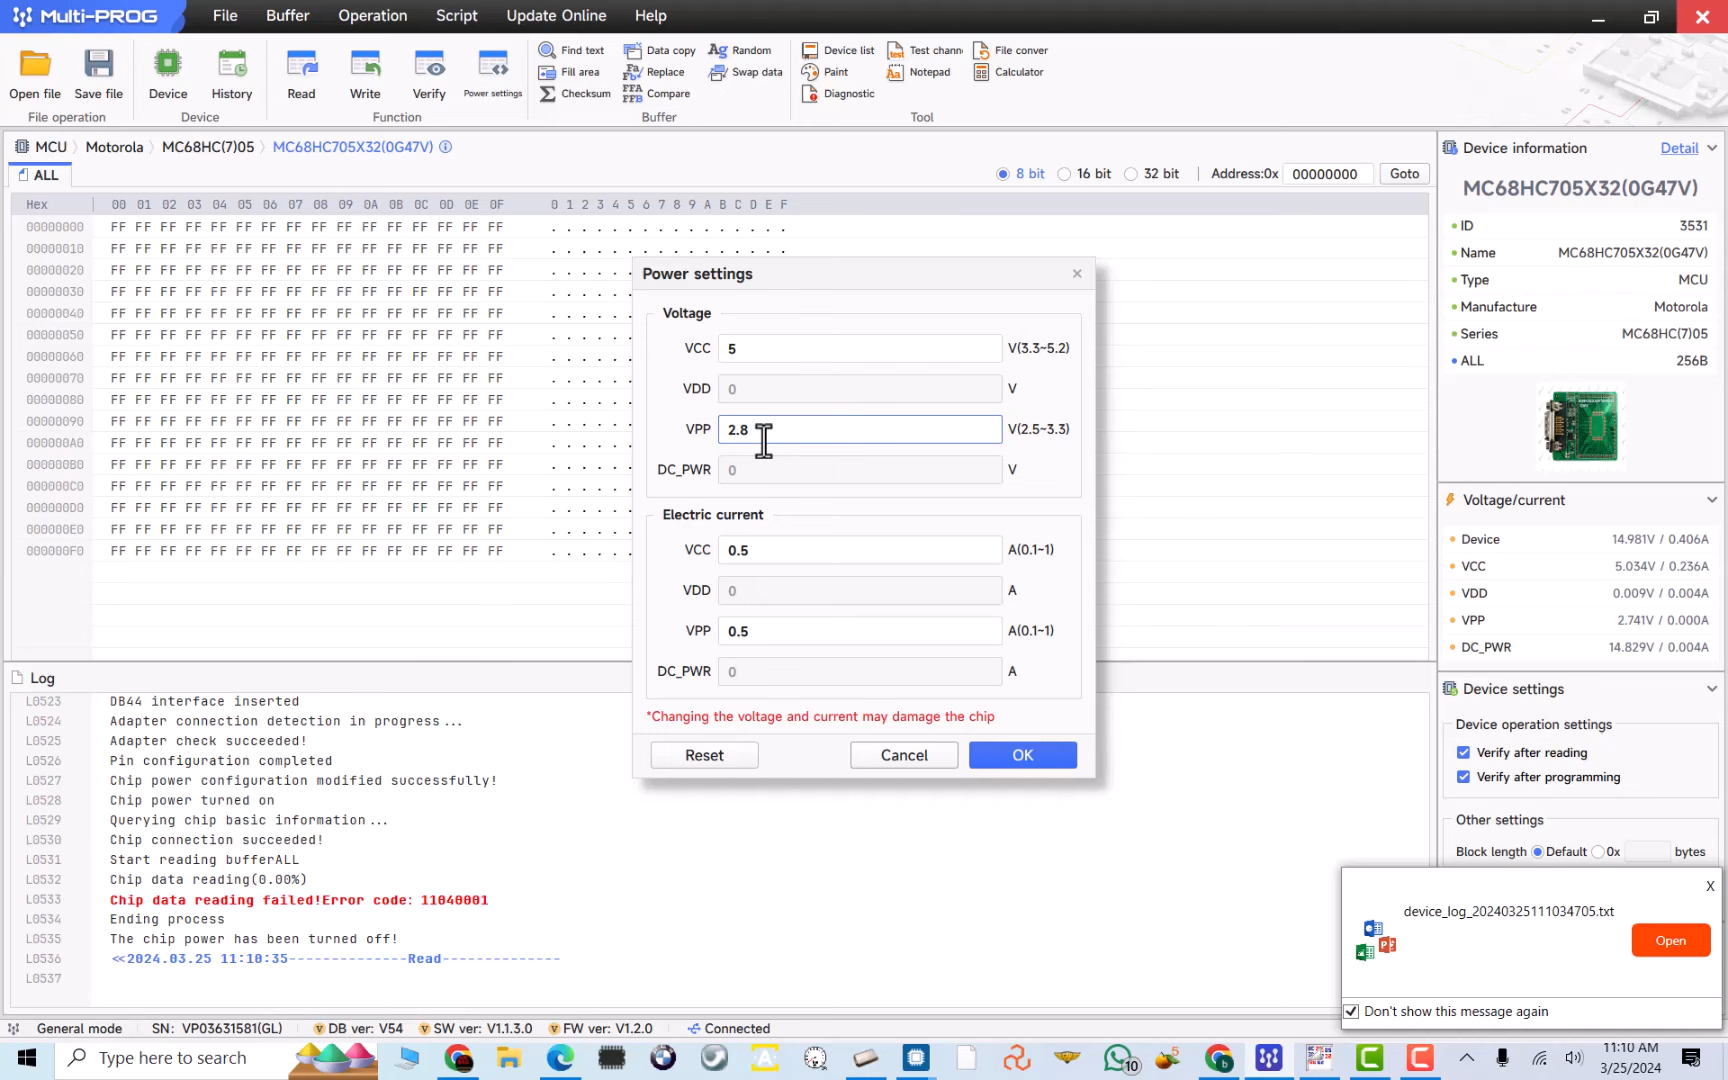 Multi-PROG File Buffer Operation Script Update Online Help
Open file Save file Device History Read Write Verify Power settings
Find text Data copy Random Device list Test chann File conver
Fill area Replace Swap data Paint Notepad Calculator
Checksum Compare Diagnostic
File operation Device Function Buffer Tool
MCU Motorola MC68HC(7)05 MC68HC705X32(0G47V)
ALL 8 bit 16 bit 32 bit Address:0x 00000000 Goto
Hex 00 01 02 03 04 05 06 07 08 09 0A 0B 0C 0D 0E 0F 0 1 2 3 4 5 6 7 8 9 A B C D E F
00000000 FF FF FF FF FF FF FF FF FF FF FF FF FF FF FF FF . . . . . . . . . . . . . . . .
00000010 FF FF FF FF FF FF FF FF FF FF FF FF FF FF FF FF . . . . . . . . . . . . . . . .
00000020 FF FF FF FF FF FF FF FF FF FF FF FF FF FF FF FF . . . . . .
00000030 FF FF FF FF FF FF FF FF FF FF FF FF FF FF FF FF . . . . . .
00000040 FF FF FF FF FF FF FF FF FF FF FF FF FF FF FF FF . . . . . .
00000050 FF FF FF FF FF FF FF FF FF FF FF FF FF FF FF FF . . . . . .
00000060 FF FF FF FF FF FF FF FF FF FF FF FF FF FF FF FF . . . . . .
00000070 FF FF FF FF FF FF FF FF FF FF FF FF FF FF FF FF . . . . . .
00000080 FF FF FF FF FF FF FF FF FF FF FF FF FF FF FF FF . . . . . .
00000090 FF FF FF FF FF FF FF FF FF FF FF FF FF FF FF FF . . . . . .
000000A0 FF FF FF FF FF FF FF FF FF FF FF FF FF FF FF FF . . . . . .
000000B0 FF FF FF FF FF FF FF FF FF FF FF FF FF FF FF FF . . . . . .
000000C0 FF FF FF FF FF FF FF FF FF FF FF FF FF FF FF FF . . . . . .
000000D0 FF FF FF FF FF FF FF FF FF FF FF FF FF FF FF FF . . . . . .
000000E0 FF FF FF FF FF FF FF FF FF FF FF FF FF FF FF FF . . . . . .
000000F0 FF FF FF FF FF FF FF FF FF FF FF FF FF FF FF FF . . . . . .
Power settings
Voltage
VCC 5 V(3.3~5.2)
VDD 0 V
VPP 2.8 V(2.5~3.3)
DC_PWR 0 V
Electric current
VCC 0.5 A(0.1~1)
VDD 0 A
VPP 0.5 A(0.1~1)
DC_PWR 0 A
*Changing the voltage and current may damage the chip
Reset Cancel OK
Device information Detail
MC68HC705X32(0G47V)
ID 3531
Name MC68HC705X32(0G47V)
Type MCU
Manufacture Motorola
Series MC68HC(7)05
ALL 256B
Voltage/current
Device 14.981V / 0.406A
VCC 5.034V / 0.236A
VDD 0.009V / 0.004A
VPP 2.741V / 0.000A
DC_PWR 14.829V / 0.004A
Device settings
Device operation settings
Verify after reading
Verify after programming
Other settings
Block length Default 0x bytes
Log
L0523 DB44 interface inserted
L0524 Adapter connection detection in progress...
L0525 Adapter check succeeded!
L0526 Pin configuration completed
L0527 Chip power configuration modified successfully!
L0528 Chip power turned on
L0529 Querying chip basic information...
L0530 Chip connection succeeded!
L0531 Start reading bufferALL
L0532 Chip data reading(0.00%)
L0533 Chip data reading failed!Error code: 11040001
L0534 Ending process
L0535 The chip power has been turned off!
L0536 <<2024.03.25 11:10:35--------------Read--------------
L0537
X
device_log_20240325111034705.txt
Open
Don't show this message again
General mode SN: VP03631581(GL) DB ver: V54 SW ver: V1.1.3.0 FW ver: V1.2.0 Connected
Type here to search 10 11:10 AM
3/25/2024